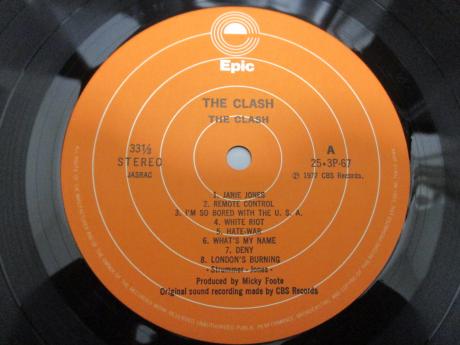 Epic
THE CLASH
THE CLASH
33⅓
STEREO
JASRAC
A
25・3P-67
Ⓟ 1977 CBS Records.
1. JANIE JONES
2. REMOTE CONTROL
3. I'M SO BORED WITH THE U. S. A.
4. WHITE RIOT
5. HATE-WAR
6. WHAT'S MY NAME
7. DENY
8. LONDON'S BURNING
-Strummer - Jones-
Produced by Micky Foote
Original sound recording made by CBS Records